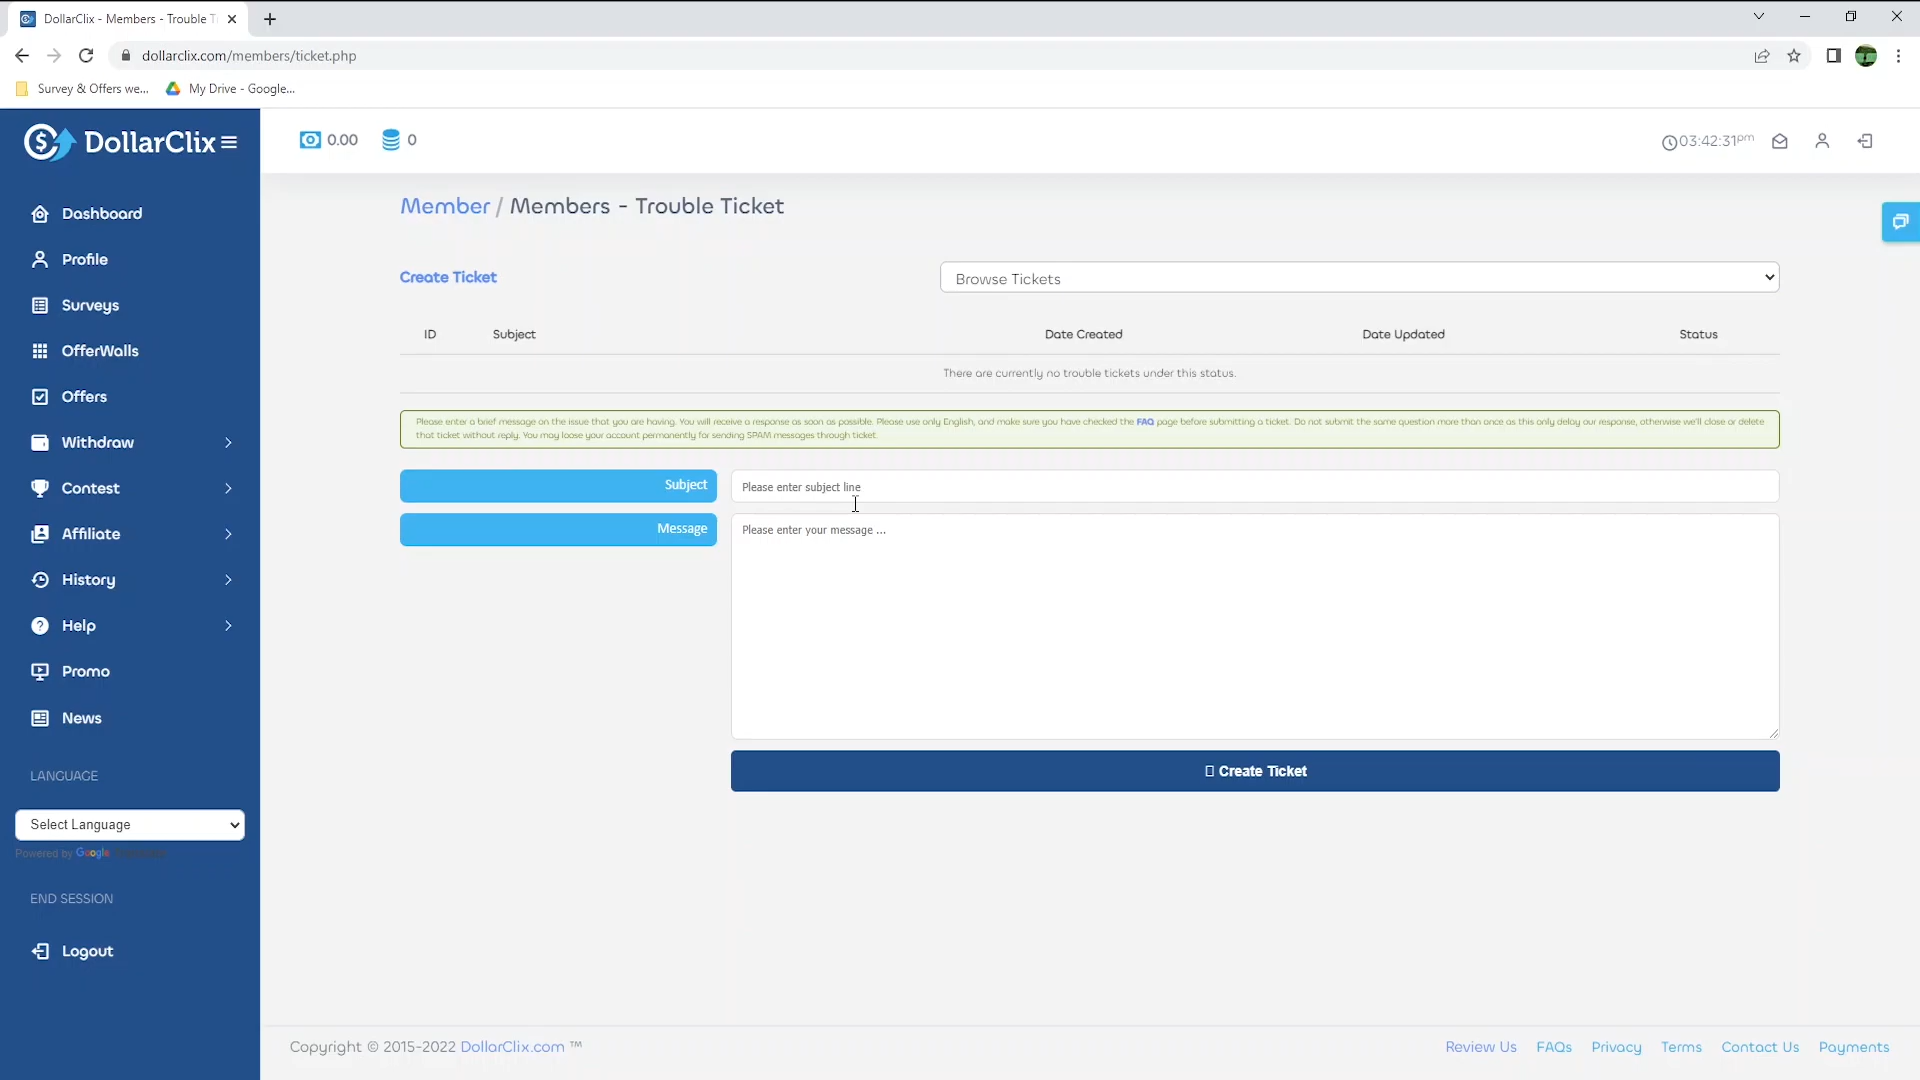 DollarClix - Members - Trouble T
dollarclix.com/members/ticket.php
Survey & Offers we...
My Drive - Google...
DollarClix
0.00
0
03:42:31pm
Dashboard
Profile
Surveys
OfferWalls
Offers
Withdraw
Contest
Affiliate
History
Help
Promo
News
LANGUAGE
Select Language
Powered by Google
END SESSION
Logout
Member / Members - Trouble Ticket
Create Ticket
Browse Tickets
ID Subject Date Created Date Updated Status
There are currently no trouble tickets under this status.
Please enter a brief message on the issue that you are having. You will receive a response as soon as possible. Please use only English, and make sure you have checked the FAQ page before submitting a ticket. Do not submit the same question more than once as this only delay our response, otherwise we'll close or delete
that ticket without reply. You may loose your account permanently for sending SPAM messages through ticket.
Subject
Please enter subject line
Message
Please enter your message ...
Create Ticket
Copyright © 2015-2022 DollarClix.com ™
Review Us FAQs Privacy Terms Contact Us Payments